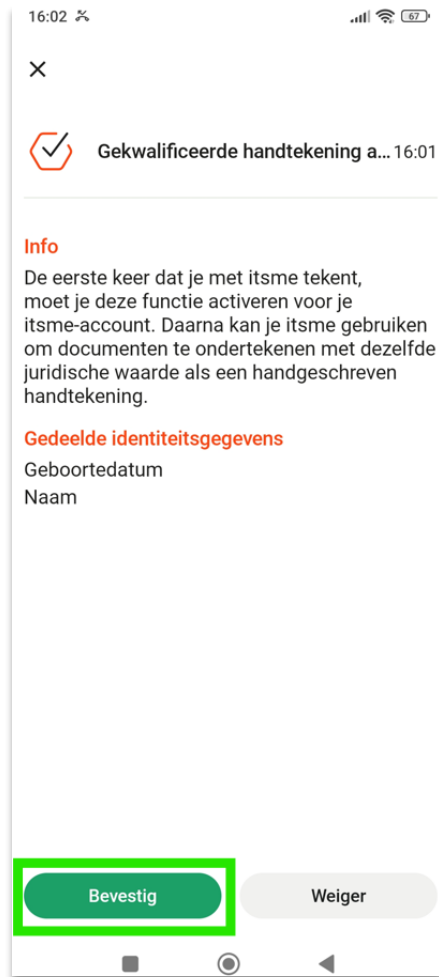 16:02 67
Gekwalificeerde handtekening a... 16:01
Info
De eerste keer dat je met itsme tekent,
moet je deze functie activeren voor je
itsme-account. Daarna kan je itsme gebruiken
om documenten te ondertekenen met dezelfde
juridische waarde als een handgeschreven
handtekening.
Gedeelde identiteitsgegevens
Geboortedatum
Naam
Bevestig Weiger